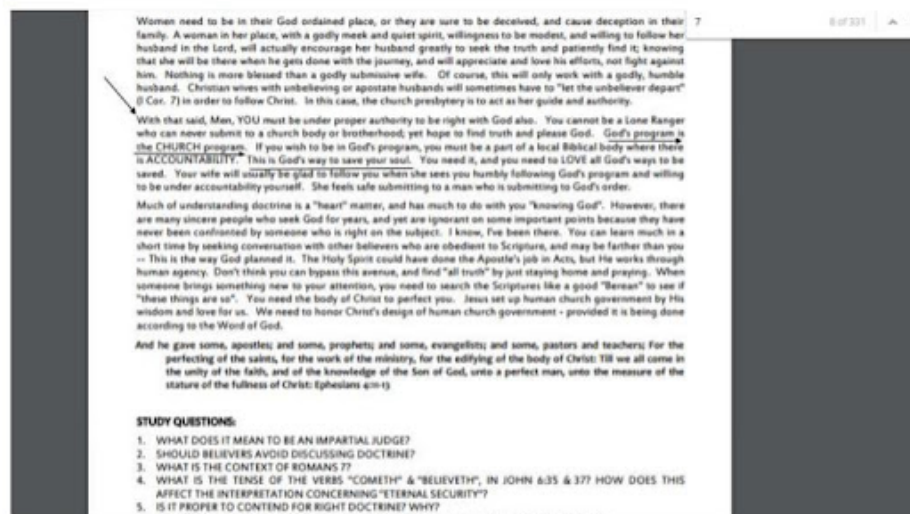 Women need to be in their God ordained place, or they are sure to be deceived, and cause deception in their
7
8 of 331
family. A woman in her place, with a godly meek and quiet spirit, willingness to be modest, and willing to follow her
husband in the Lord, will actually encourage her husband greatly to seek the truth and patiently find it; knowing
that she will be there when he gets done with the journey, and will appreciate and love his efforts, not fight against
him. Nothing is more blessed than a godly submissive wife. Of course, this will only work with a godly, humble
husband. Christian wives with unbelieving or apostate husbands will sometimes have to "let the unbeliever depart"
(I Cor. 7) in order to follow Christ. In this case, the church presbytery is to act as her guide and authority.
With that said, Men, YOU must be under proper authority to be right with God also. You cannot be a Lone Ranger
who can never submit to a church body or brotherhood; yet hope to find truth and please God. God's program is
the CHURCH program. If you wish to be in God's program, you must be a part of a local Biblical body where there
is ACCOUNTABILITY. This is God's way to save your soul. You need it, and you need to LOVE all God's ways to be
saved. Your wife will usually be glad to follow you when she sees you humbly following God's program and willing
to be under accountability yourself. She feels safe submitting to a man who is submitting to God's order.
Much of understanding doctrine is a "heart" matter, and has much to do with you "knowing God". However, there
are many sincere people who seek God for years, and yet are ignorant on some important points because they have
never been confronted by someone who is right on the subject. I know, I've been there. You can learn much in a
short time by seeking conversation with other believers who are obedient to Scripture, and may be farther than you
-- This is the way God planned it. The Holy Spirit could have done the Apostle's job in Acts, but He works through
human agency. Don't think you can bypass this avenue, and find "all truth" by just staying home and praying. When
someone brings something new to your attention, you need to search the Scriptures like a good "Berean" to see if
"these things are so". You need the body of Christ to perfect you. Jesus set up human church government by His
wisdom and love for us. We need to honor Christ's design of human church government - provided it is being done
according to the Word of God.
And he gave some, apostles; and some, prophets; and some, evangelists; and some, pastors and teachers; For the
perfecting of the saints, for the work of the ministry, for the edifying of the body of Christ: Till we all come in
the unity of the faith, and of the knowledge of the Son of God, unto a perfect man, unto the measure of the
stature of the fullness of Christ: Ephesians 4:11-13
STUDY QUESTIONS:
1. WHAT DOES IT MEAN TO BE AN IMPARTIAL JUDGE?
2. SHOULD BELIEVERS AVOID DISCUSSING DOCTRINE?
3. WHAT IS THE CONTEXT OF ROMANS 7?
4. WHAT IS THE TENSE OF THE VERBS "COMETH" & "BELIEVETH", IN JOHN 6:35 & 37? HOW DOES THIS
AFFECT THE INTERPRETATION CONCERNING "ETERNAL SECURITY"?
5. IS IT PROPER TO CONTEND FOR RIGHT DOCTRINE? WHY?